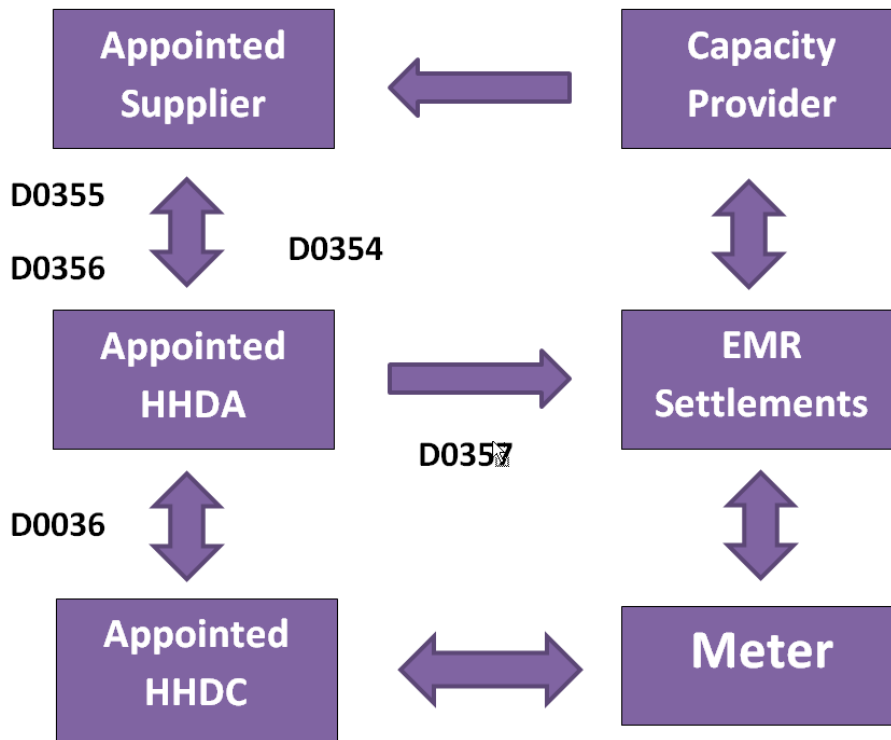 Appointed
Supplier
Capacity
Provider
D0355
D0354
D0356
Appointed
HHDA
EMR
Settlements
D0357
D0036
Appointed
HHDC
Meter